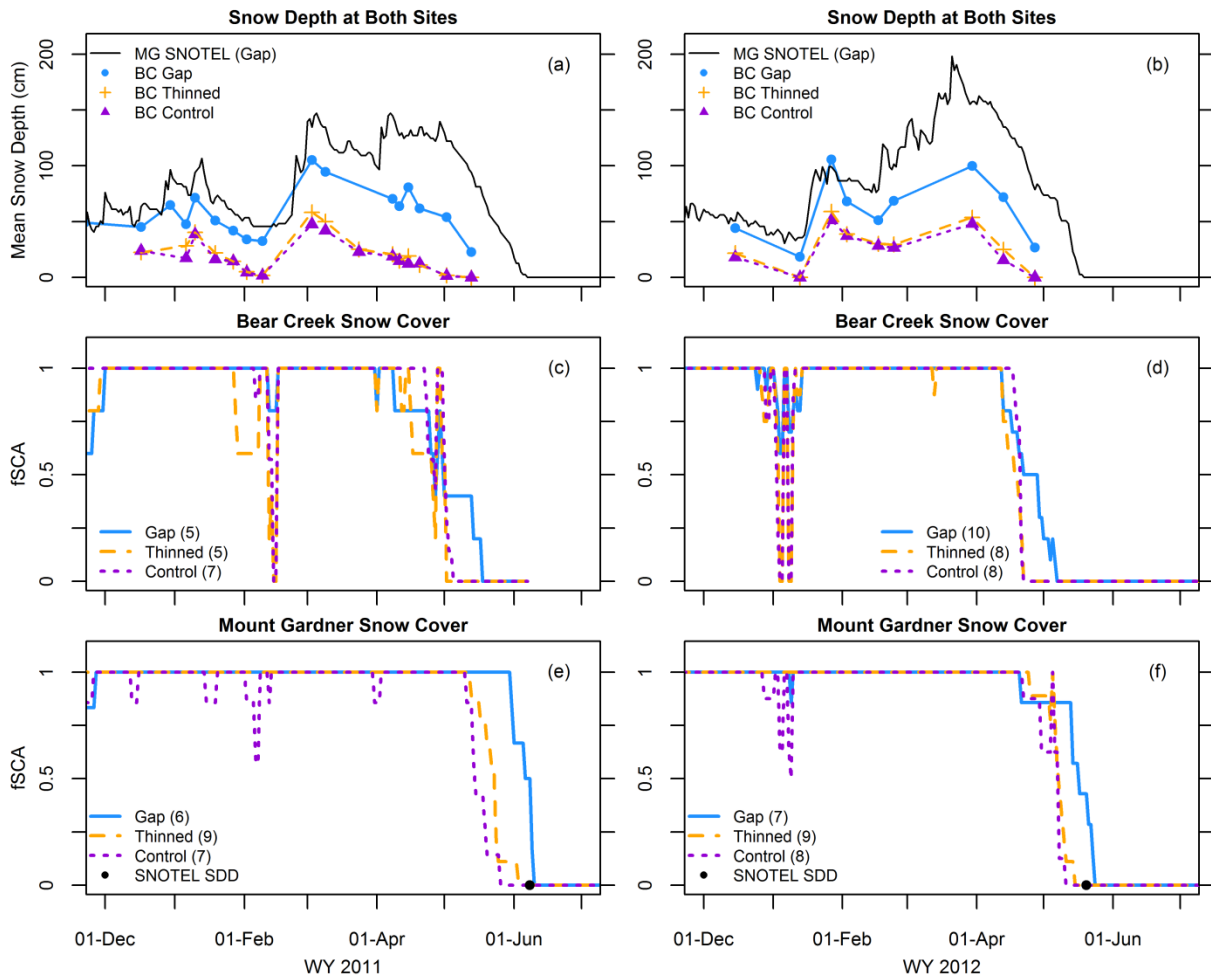 Snow Depth at Both Sites
Mean Snow Depth (cm)
200
100
0
MG SNOTEL (Gap)
BC Gap
BC Thinned
BC Control
(a)
Snow Depth at Both Sites
200
100
0
MG SNOTEL (Gap)
BC Gap
BC Thinned
BC Control
(b)
Bear Creek Snow Cover
fSCA
1
0.5
0
(c)
Gap (5)
Thinned (5)
Control (7)
Bear Creek Snow Cover
1
0.5
0
(d)
Gap (10)
Thinned (8)
Control (8)
Mount Gardner Snow Cover
fSCA
1
0.5
0
(e)
Gap (6)
Thinned (9)
Control (7)
SNOTEL SDD
01-Dec 01-Feb 01-Apr 01-Jun
WY 2011
Mount Gardner Snow Cover
1
0.5
0
(f)
Gap (7)
Thinned (9)
Control (8)
SNOTEL SDD
01-Dec 01-Feb 01-Apr 01-Jun
WY 2012